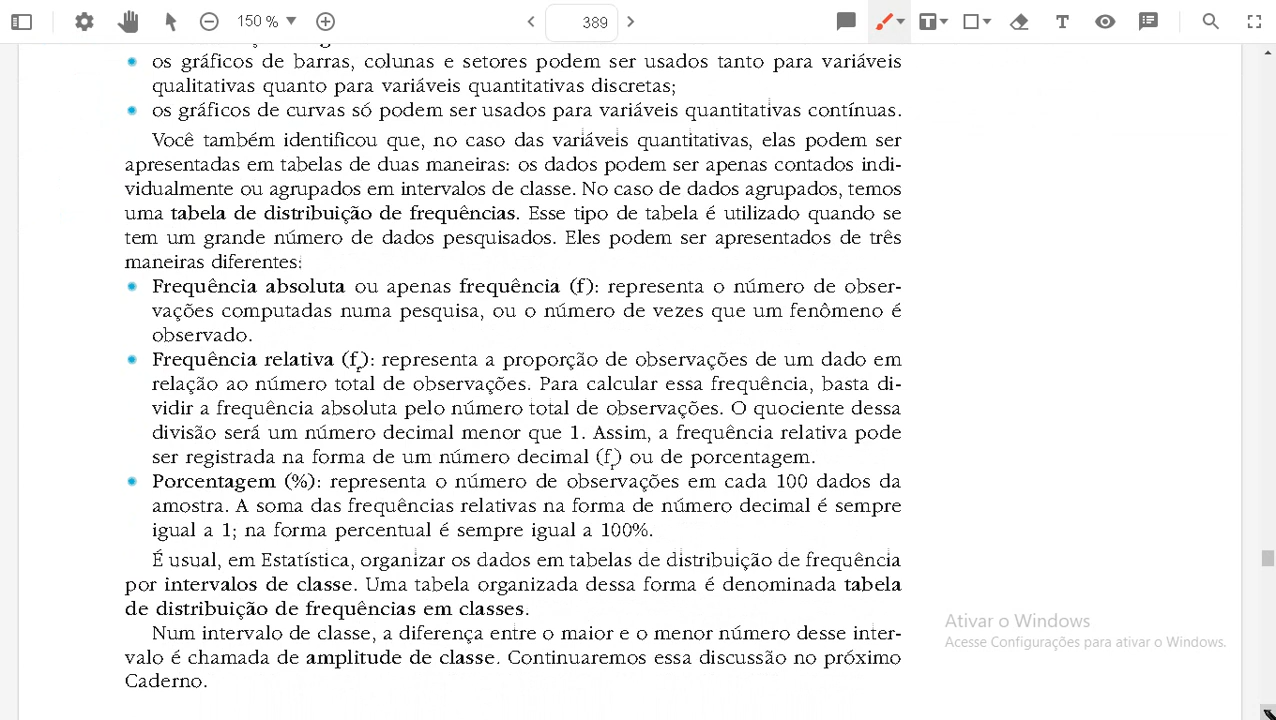 150 %
389
os gráficos de barras, colunas e setores podem ser usados tanto para variáveis
qualitativas quanto para variáveis quantitativas discretas;
os gráficos de curvas só podem ser usados para variáveis quantitativas contínuas.
Você também identificou que, no caso das variáveis quantitativas, elas podem ser
apresentadas em tabelas de duas maneiras: os dados podem ser apenas contados indi-
vidualmente ou agrupados em intervalos de classe. No caso de dados agrupados, temos
uma tabela de distribuição de frequências. Esse tipo de tabela é utilizado quando se
tem um grande número de dados pesquisados. Eles podem ser apresentados de três
maneiras diferentes:
Frequência absoluta ou apenas frequência (f): representa o número de obser-
vações computadas numa pesquisa, ou o número de vezes que um fenômeno é
observado.
Frequência relativa (fr): representa a proporção de observações de um dado em
relação ao número total de observações. Para calcular essa frequência, basta di-
vidir a frequência absoluta pelo número total de observações. O quociente dessa
divisão será um número decimal menor que 1. Assim, a frequência relativa pode
ser registrada na forma de um número decimal (fr) ou de porcentagem.
Porcentagem (%): representa o número de observações em cada 100 dados da
amostra. A soma das frequências relativas na forma de número decimal é sempre
igual a 1; na forma percentual é sempre igual a 100%.
É usual, em Estatística, organizar os dados em tabelas de distribuição de frequência
por intervalos de classe. Uma tabela organizada dessa forma é denominada tabela
de distribuição de frequências em classes.
Num intervalo de classe, a diferença entre o maior e o menor número desse inter-
valo é chamada de amplitude de classe. Continuaremos essa discussão no próximo
Caderno.
Ativar o Windows
Acesse Configurações para ativar o Windows.